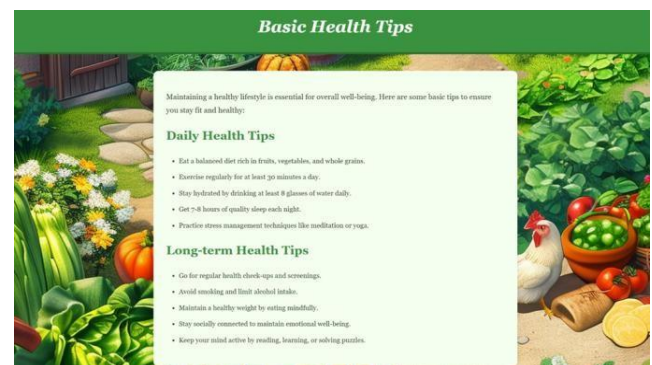 Basic Health Tips
Maintaining a healthy lifestyle is essential for overall well-being. Here are some basic tips to ensure
you stay fit and healthy:
Daily Health Tips
• Eat a balanced diet rich in fruits, vegetables, and whole grains.
• Exercise regularly for at least 30 minutes a day.
• Stay hydrated by drinking at least 8 glasses of water daily.
• Get 7-8 hours of quality sleep each night.
• Practice stress management techniques like meditation or yoga.
Long-term Health Tips
• Go for regular health check-ups and screenings.
• Avoid smoking and limit alcohol intake.
• Maintain a healthy weight by eating mindfully.
• Stay socially connected to maintain emotional well-being.
• Keep your mind active by reading, learning, or solving puzzles.